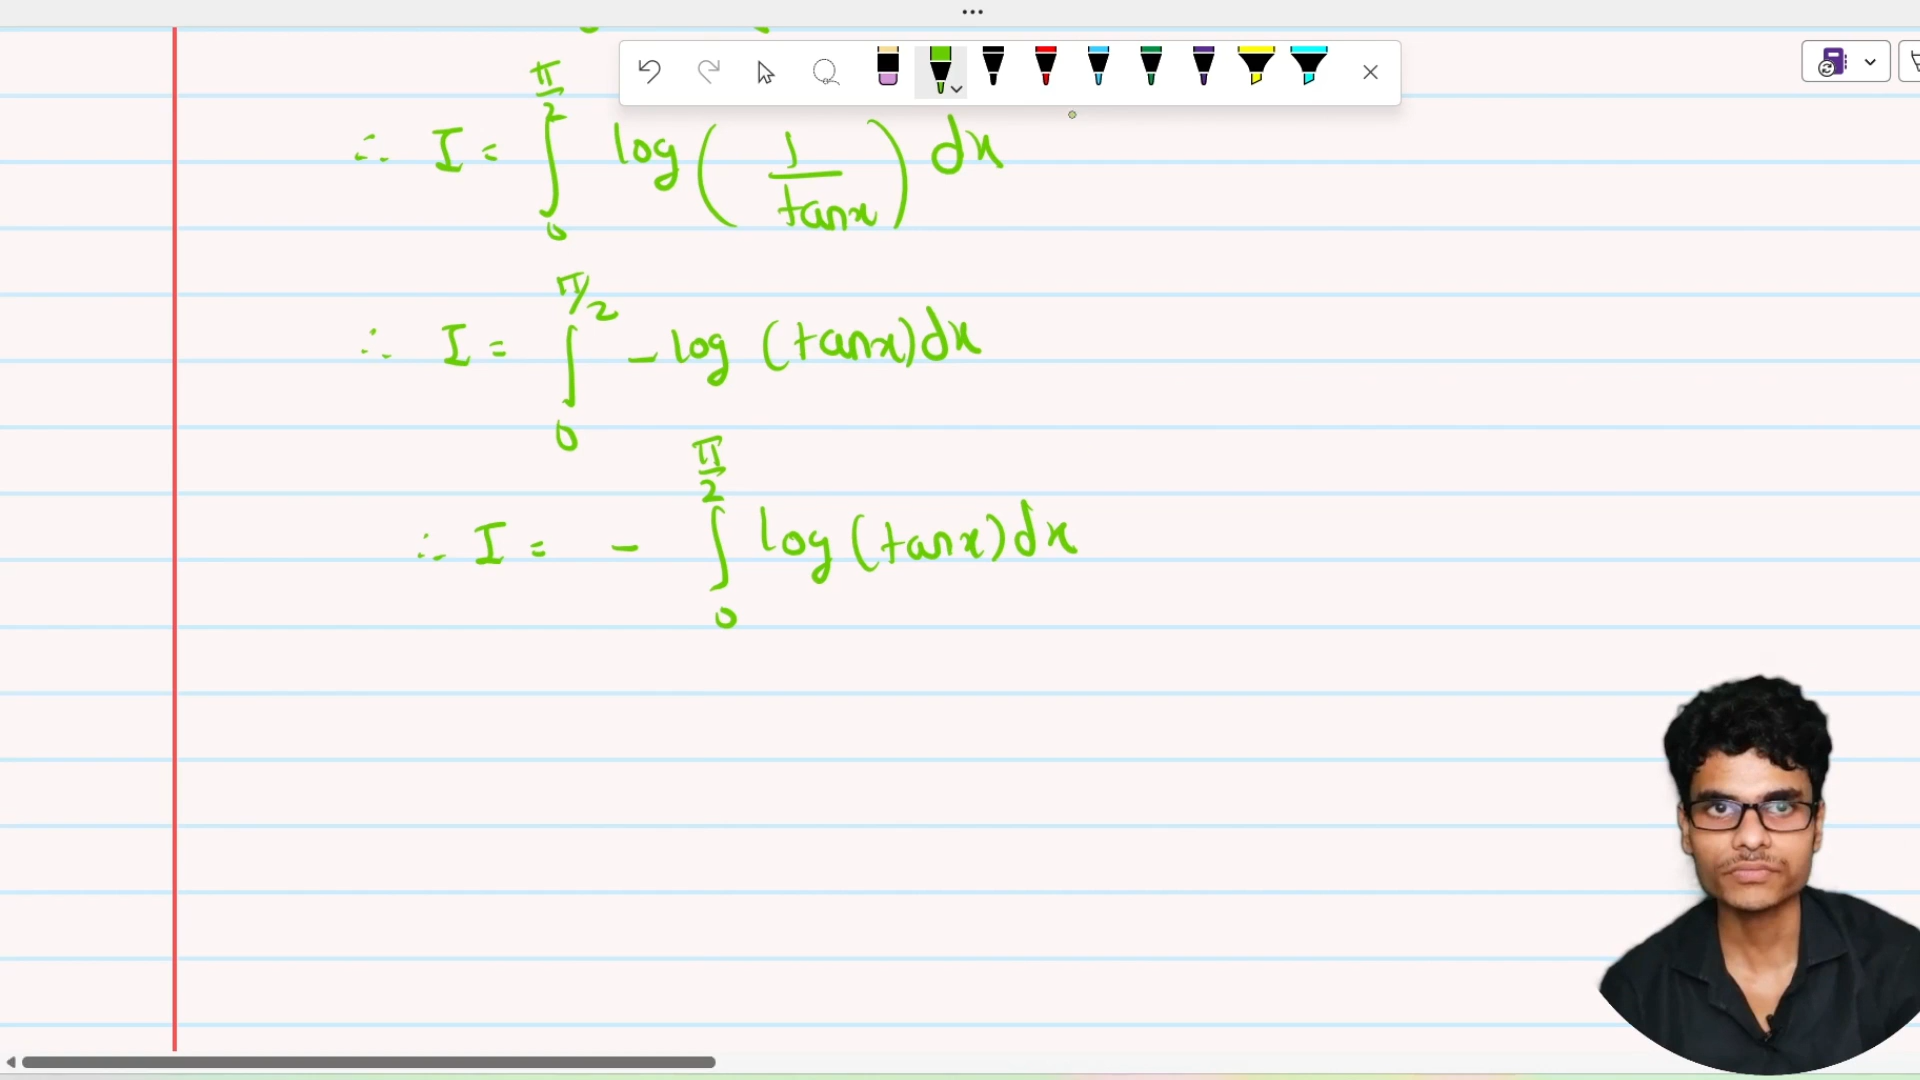 ∴ I = ∫₀^(π/2) log (1/tanx) dx
∴ I = ∫₀^(π/2) - log (tanx) dx
∴ I = - ∫₀^(π/2) log (tanx) dx